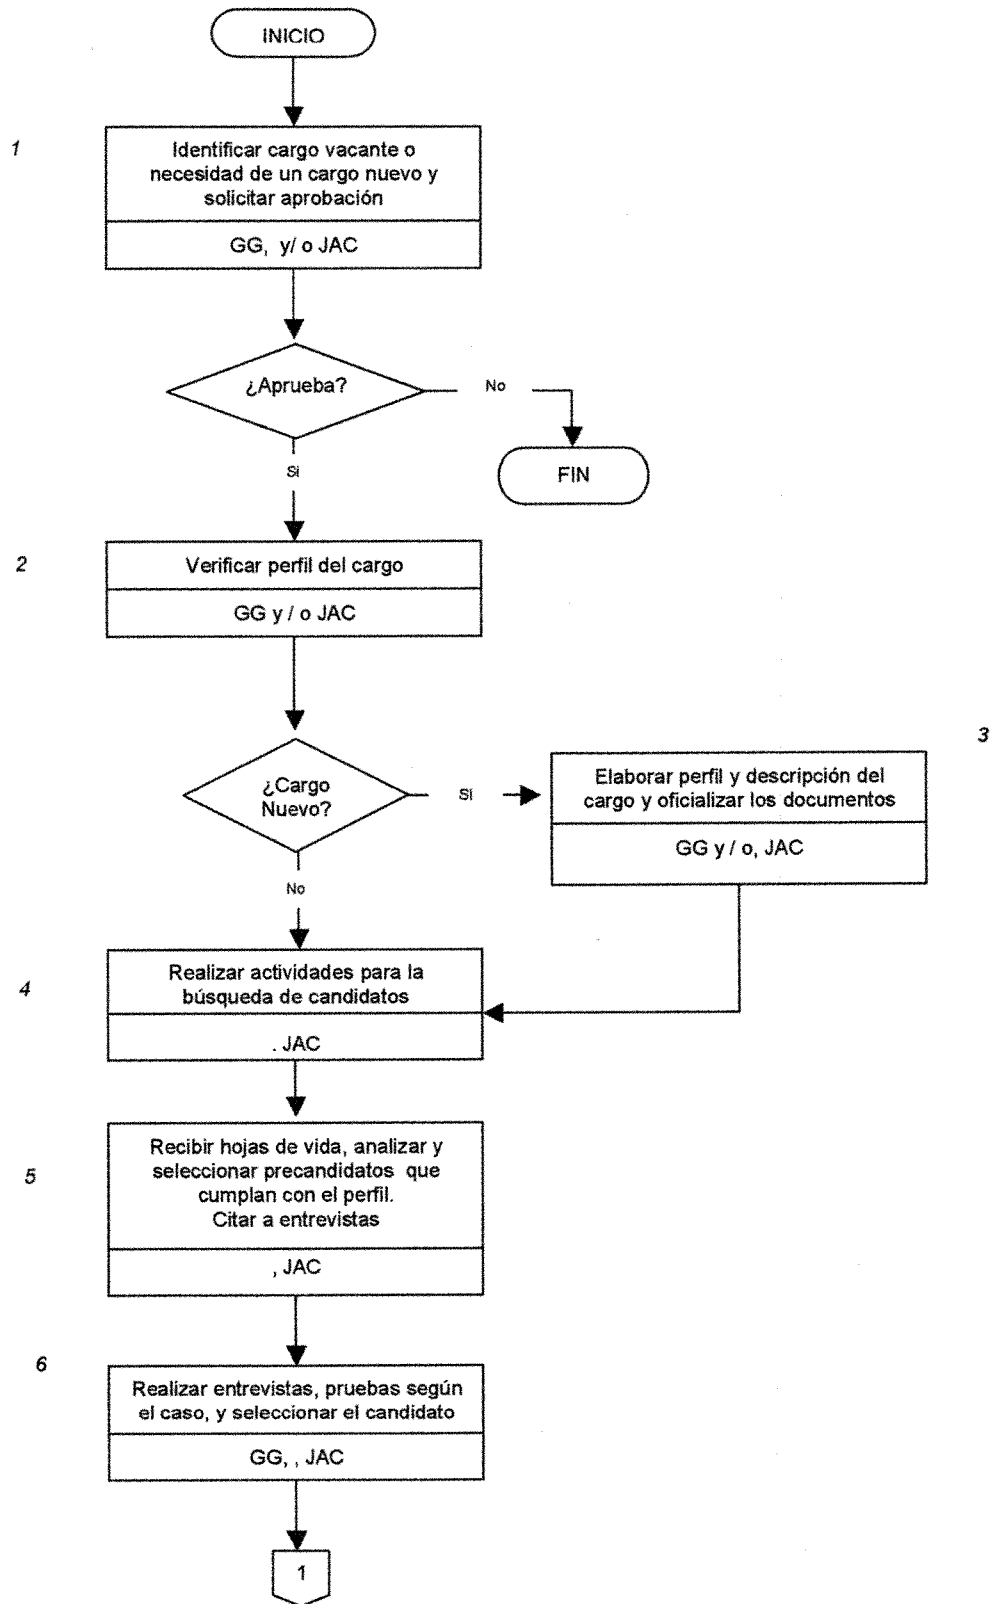 INICIO
1
Identificar cargo vacante o
necesidad de un cargo nuevo y
solicitar aprobación
GG, y/ o JAC
¿Aprueba?
No
FIN
Si
2
Verificar perfil del cargo
GG y / o JAC
¿Cargo
Nuevo?
SI
3
Elaborar perfil y descripción del
cargo y oficializar los documentos
GG y / o, JAC
No
4
Realizar actividades para la
búsqueda de candidatos
. JAC
5
Recibir hojas de vida, analizar y
seleccionar precandidatos que
cumplan con el perfil.
Citar a entrevistas
, JAC
6
Realizar entrevistas, pruebas según
el caso, y seleccionar el candidato
GG, , JAC
1